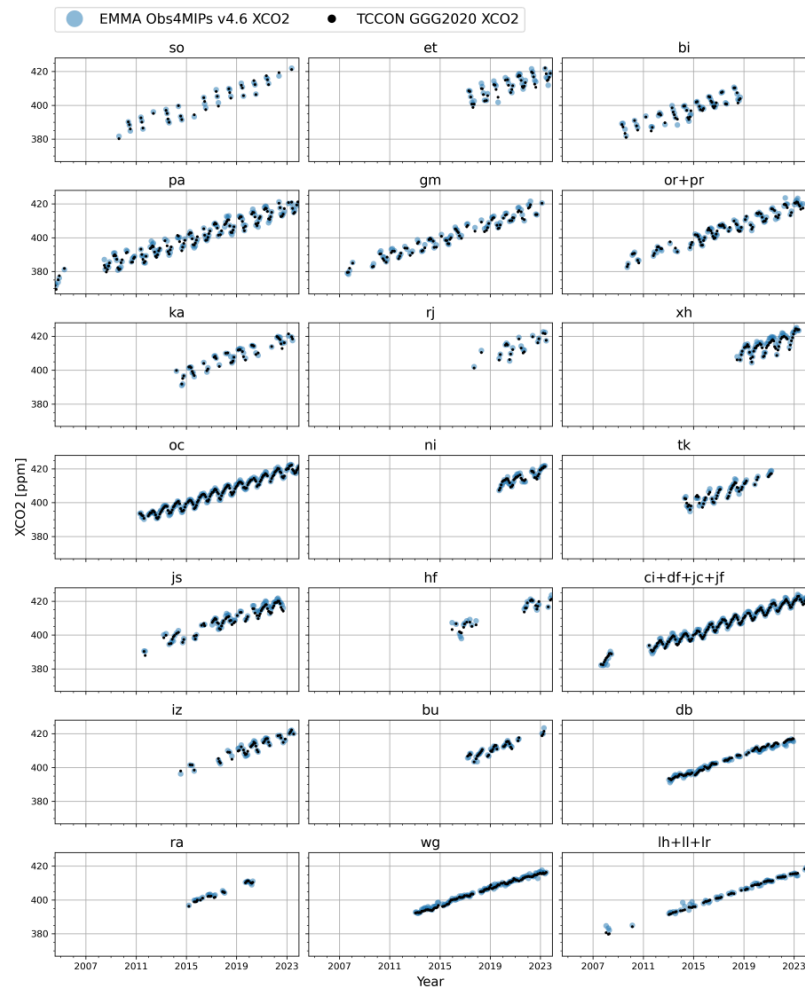 EMMA Obs4MIPs v4.6 XCO2 TCCON GGG2020 XCO2
so et bi
420
400
380
pa gm or+pr
420
400
380
ka rj xh
420
400
380
oc ni tk
420
400
380
XCO2 [ppm]
js hf ci+df+jc+jf
420
400
380
iz bu db
420
400
380
ra wg lh+ll+lr
420
400
380
2007 2011 2015 2019 2023 2007 2011 2015 2019 2023 2007 2011 2015 2019 2023
Year